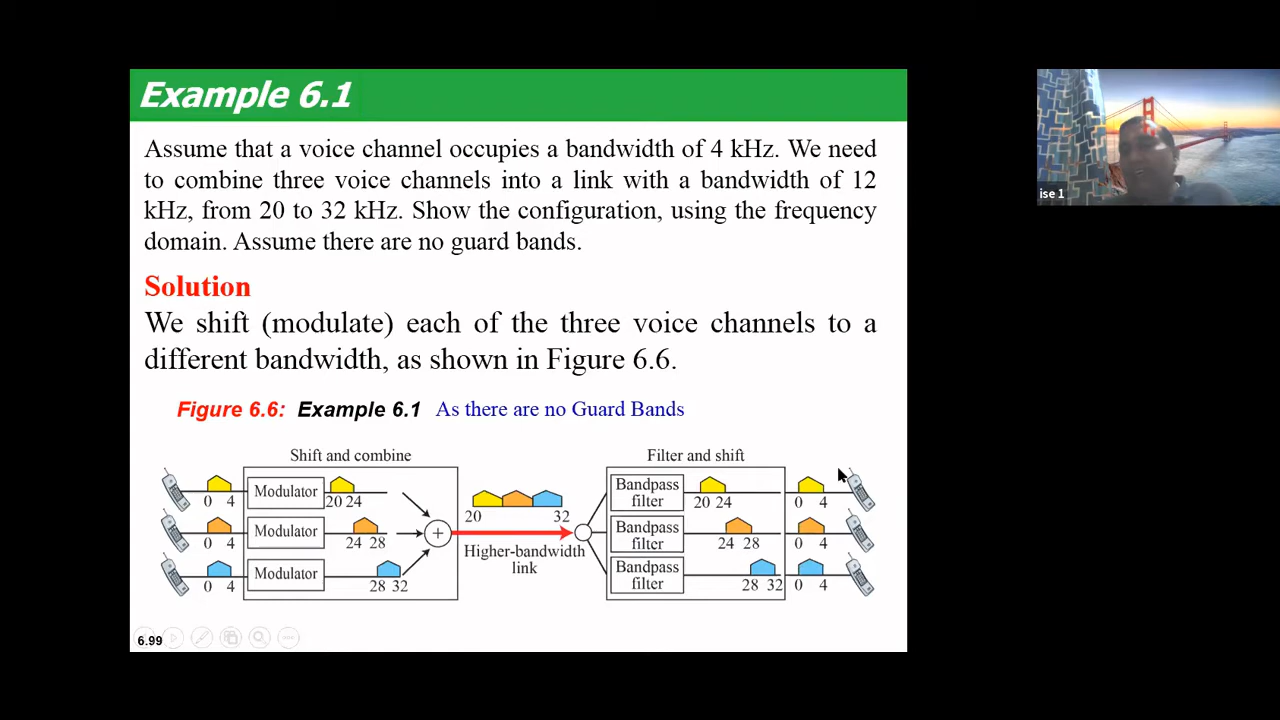 Example 6.1
Assume that a voice channel occupies a bandwidth of 4 kHz. We need
to combine three voice channels into a link with a bandwidth of 12
kHz, from 20 to 32 kHz. Show the configuration, using the frequency
domain. Assume there are no guard bands.
Solution
We shift (modulate) each of the three voice channels to a
different bandwidth, as shown in Figure 6.6.
Figure 6.6: Example 6.1 As there are no Guard Bands
Shift and combine
Filter and shift
0 4
Modulator
20 24
0 4
Modulator
24 28
0 4
Modulator
28 32
+
20 32
Higher-bandwidth
link
Bandpass
filter
20 24
0 4
Bandpass
filter
24 28
0 4
Bandpass
filter
28 32
0 4
6.99
ise 1